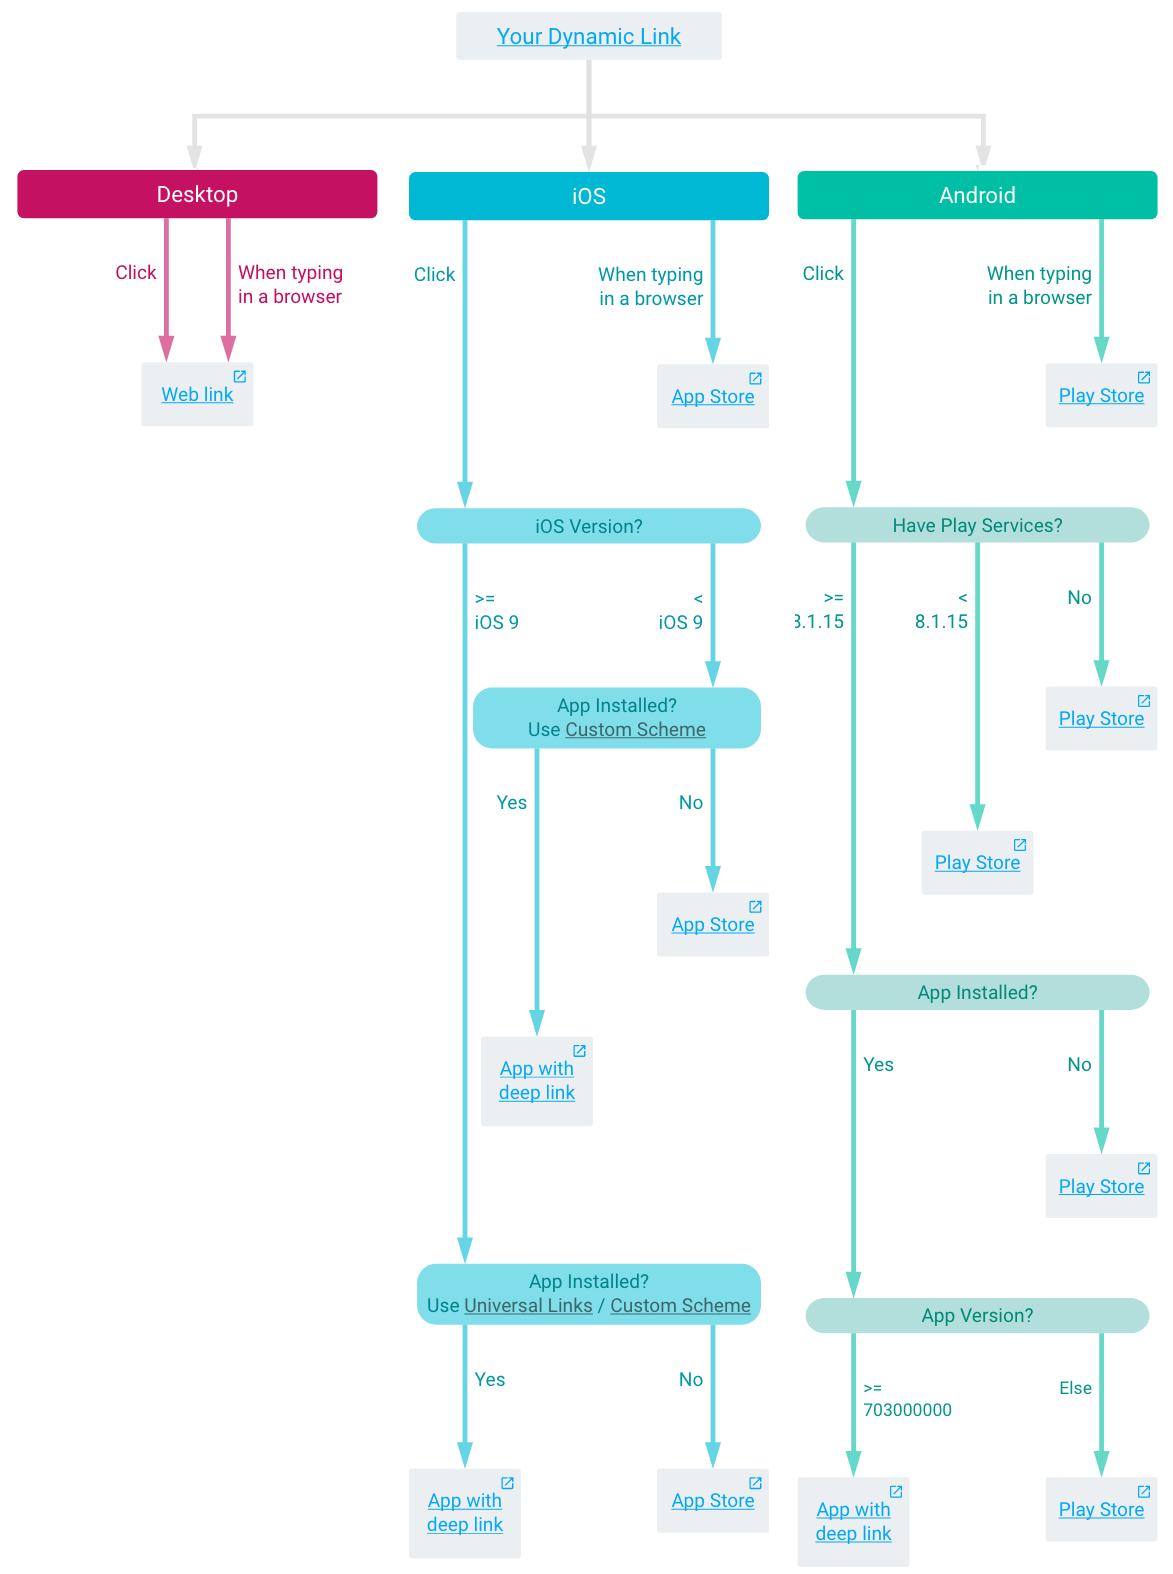 Your Dynamic Link
Desktop
iOS
Android
Click
When typing
in a browser
Click
When typing
in a browser
Click
When typing
in a browser
Web link
App Store
Play Store
iOS Version?
Have Play Services?
>=
iOS 9
<
iOS 9
>=
8.1.15
<
8.1.15
No
App Installed?
Use Custom Scheme
Play Store
Yes
No
Play Store
App Store
App Installed?
App with
deep link
Yes
No
Play Store
App Installed?
Use Universal Links / Custom Scheme
App Version?
Yes
No
>=
703000000
Else
App with
deep link
App Store
App with
deep link
Play Store